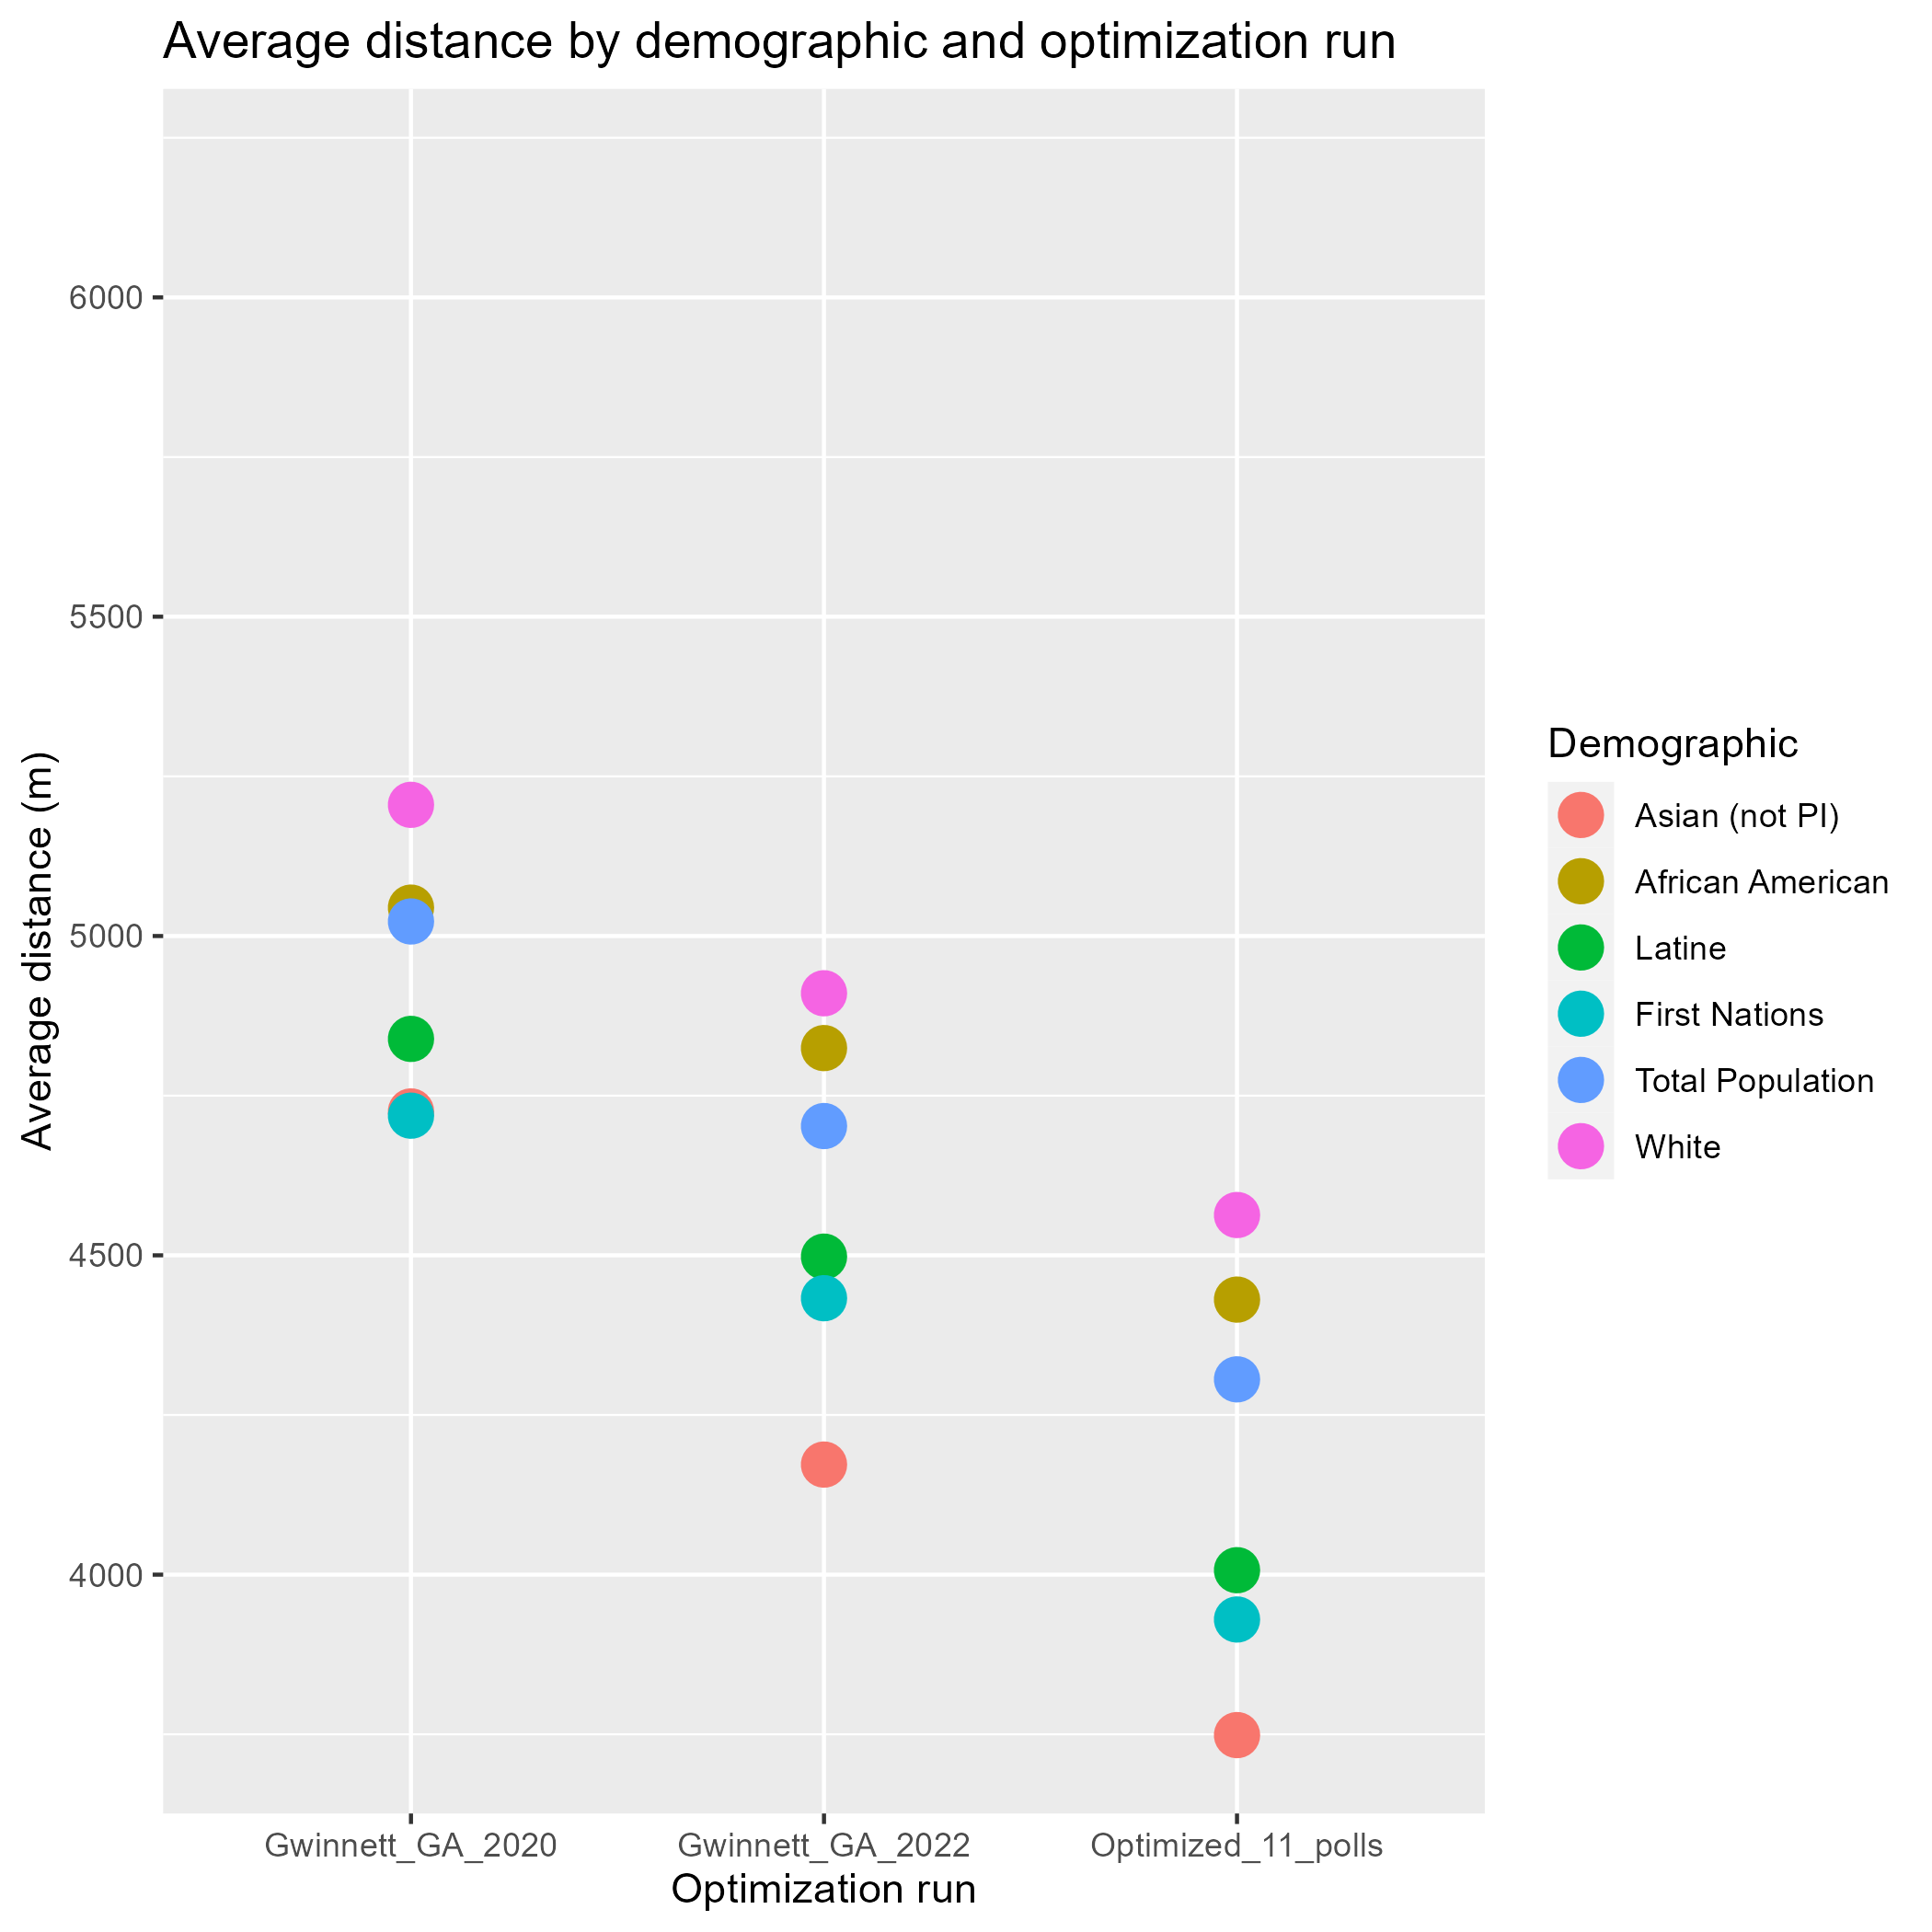 Average distance by demographic and optimization run
Average distance (m)
6000
5500
5000
4500
4000
Gwinnett_GA_2020
Gwinnett_GA_2022
Optimized_11_polls
Optimization run
Demographic
Asian (not PI)
African American
Latine
First Nations
Total Population
White